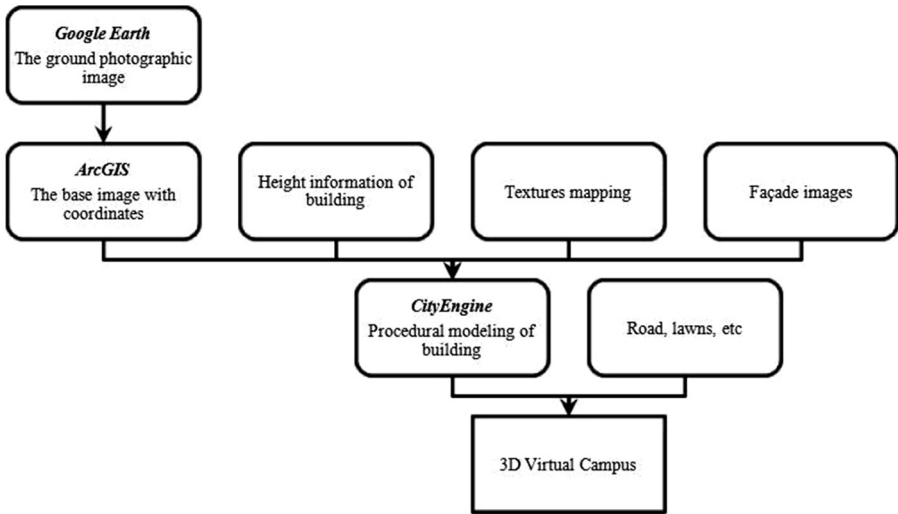 Google Earth
The ground photographic
image
ArcGIS
The base image with
coordinates
Height information of
building
Textures mapping
Façade images
CityEngine
Procedural modeling of
building
Road, lawns, etc
3D Virtual Campus